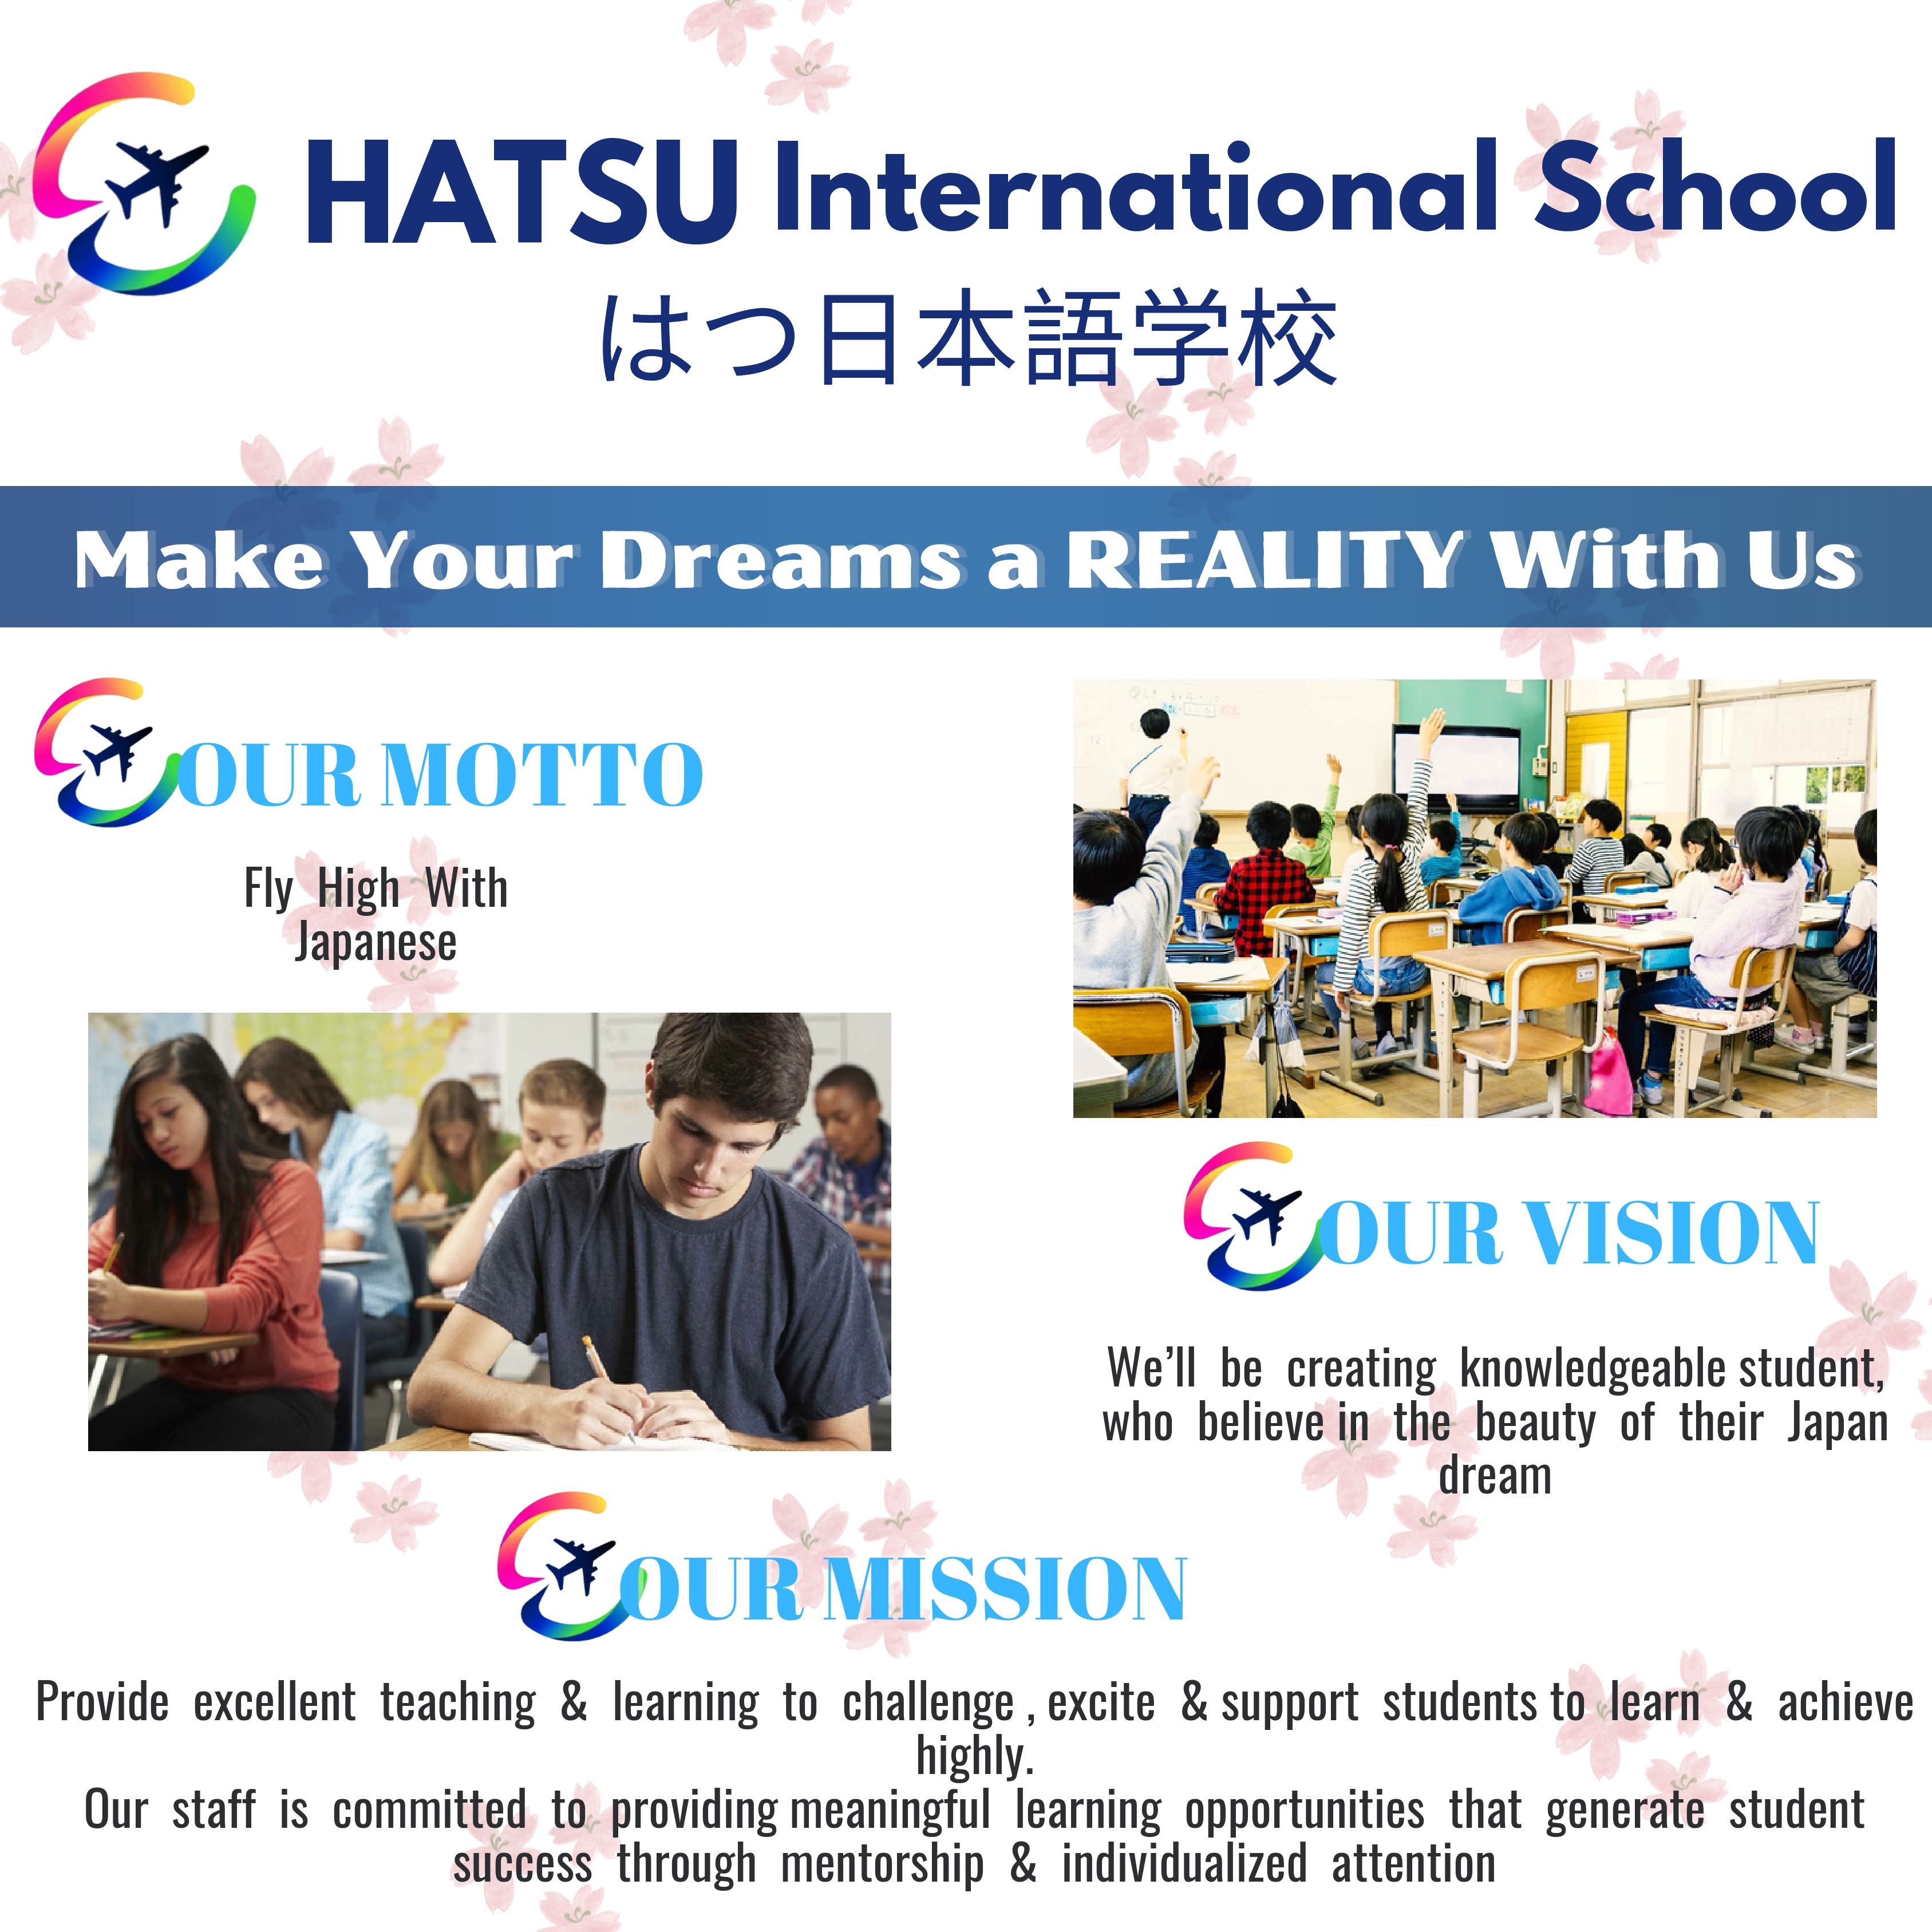 HATSU International School
はつ日本語学校
Make Your Dreams a REALITY With Us
OUR MOTTO
Fly High With
Japanese
OUR VISION
We’ll be creating knowledgeable student,
who believe in the beauty of their Japan
dream
OUR MISSION
Provide excellent teaching & learning to challenge , excite & support students to learn & achieve
highly.
Our staff is committed to providing meaningful learning opportunities that generate student
success through mentorship & individualized attention